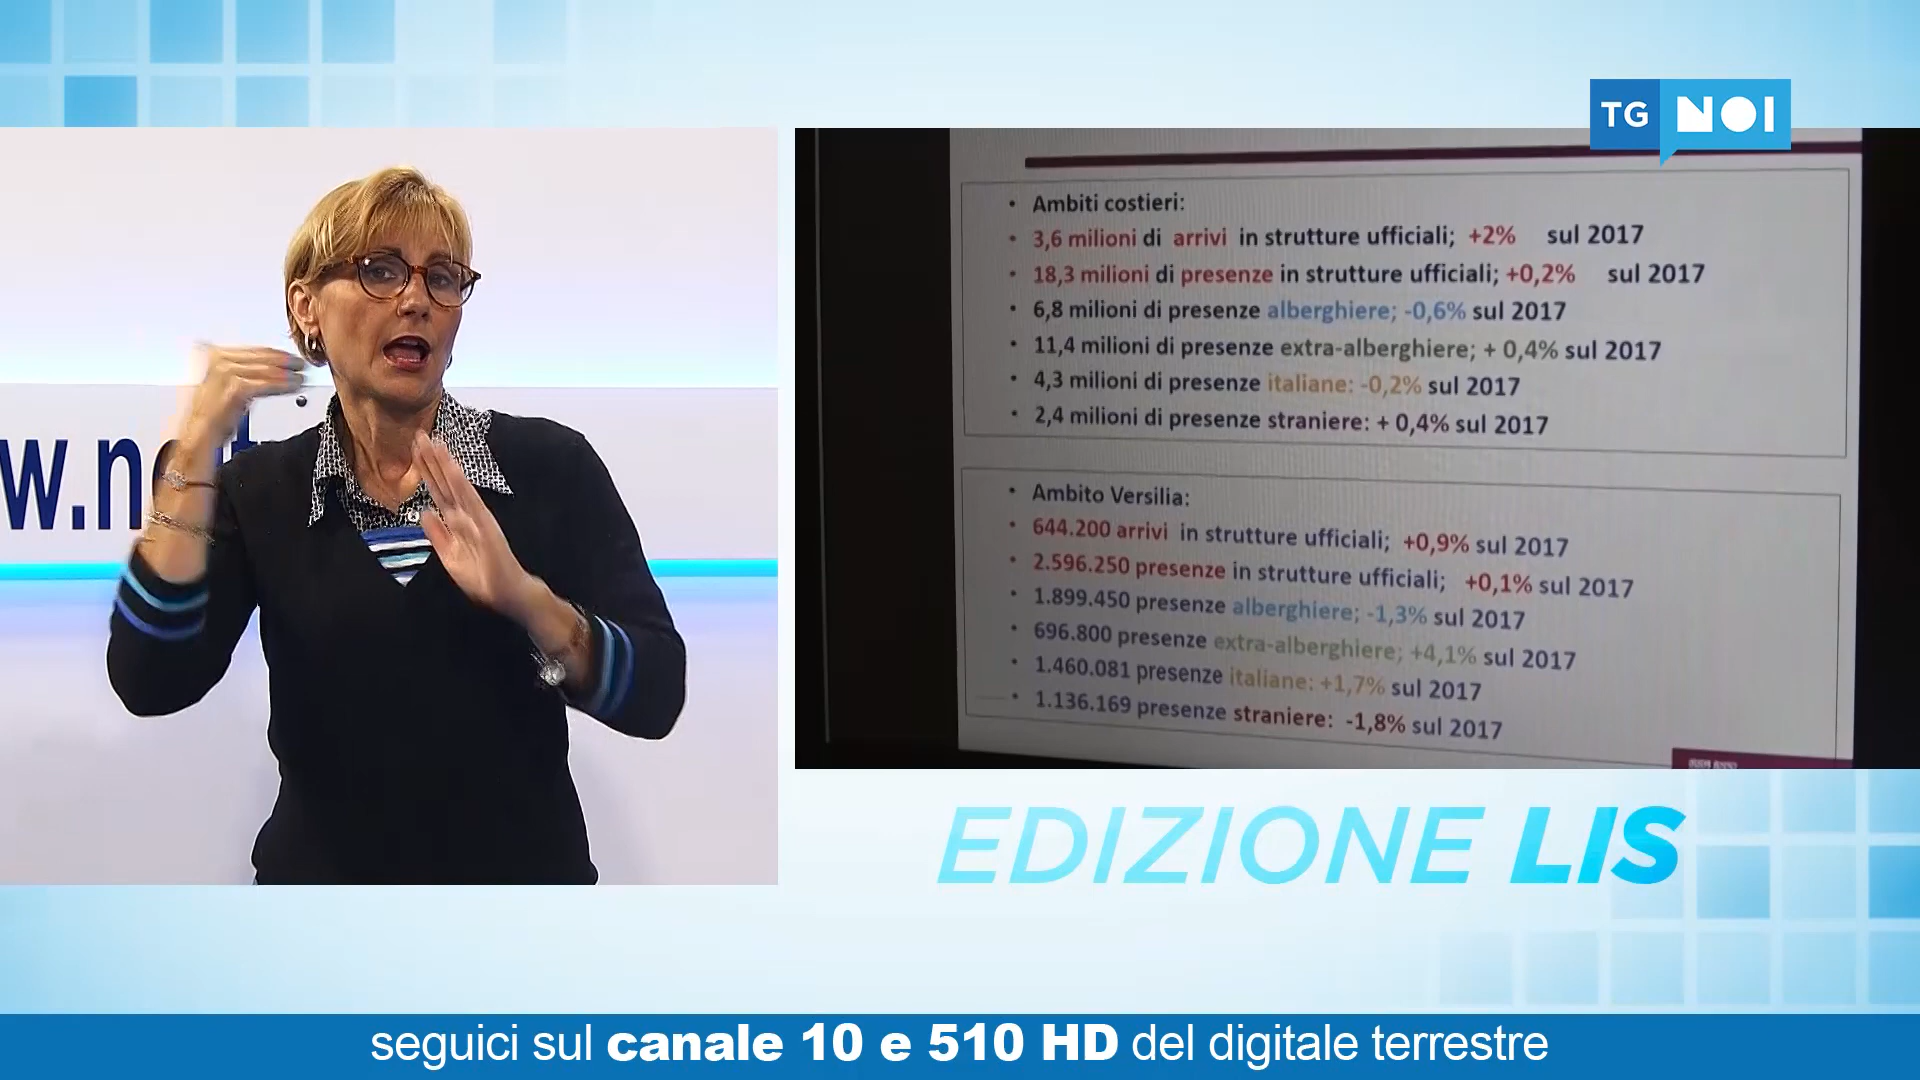 TG NOI
w.noitv
Ambiti costieri:
3,6 milioni di arrivi in strutture ufficiali; +2% sul 2017
18,3 milioni di presenze in strutture ufficiali; +0,2% sul 2017
6,8 milioni di presenze alberghiere; -0,6% sul 2017
11,4 milioni di presenze extra-alberghiere; + 0,4% sul 2017
4,3 milioni di presenze italiane: -0,2% sul 2017
2,4 milioni di presenze straniere: + 0,4% sul 2017
Ambito Versilia:
644.200 arrivi in strutture ufficiali; +0,9% sul 2017
2.596.250 presenze in strutture ufficiali; +0,1% sul 2017
1.899.450 presenze alberghiere; -1,3% sul 2017
696.800 presenze extra-alberghiere; +4,1% sul 2017
1.460.081 presenze italiane: +1,7% sul 2017
1.136.169 presenze straniere: -1,8% sul 2017
EDIZIONE LIS
seguici sul canale 10 e 510 HD del digitale terrestre